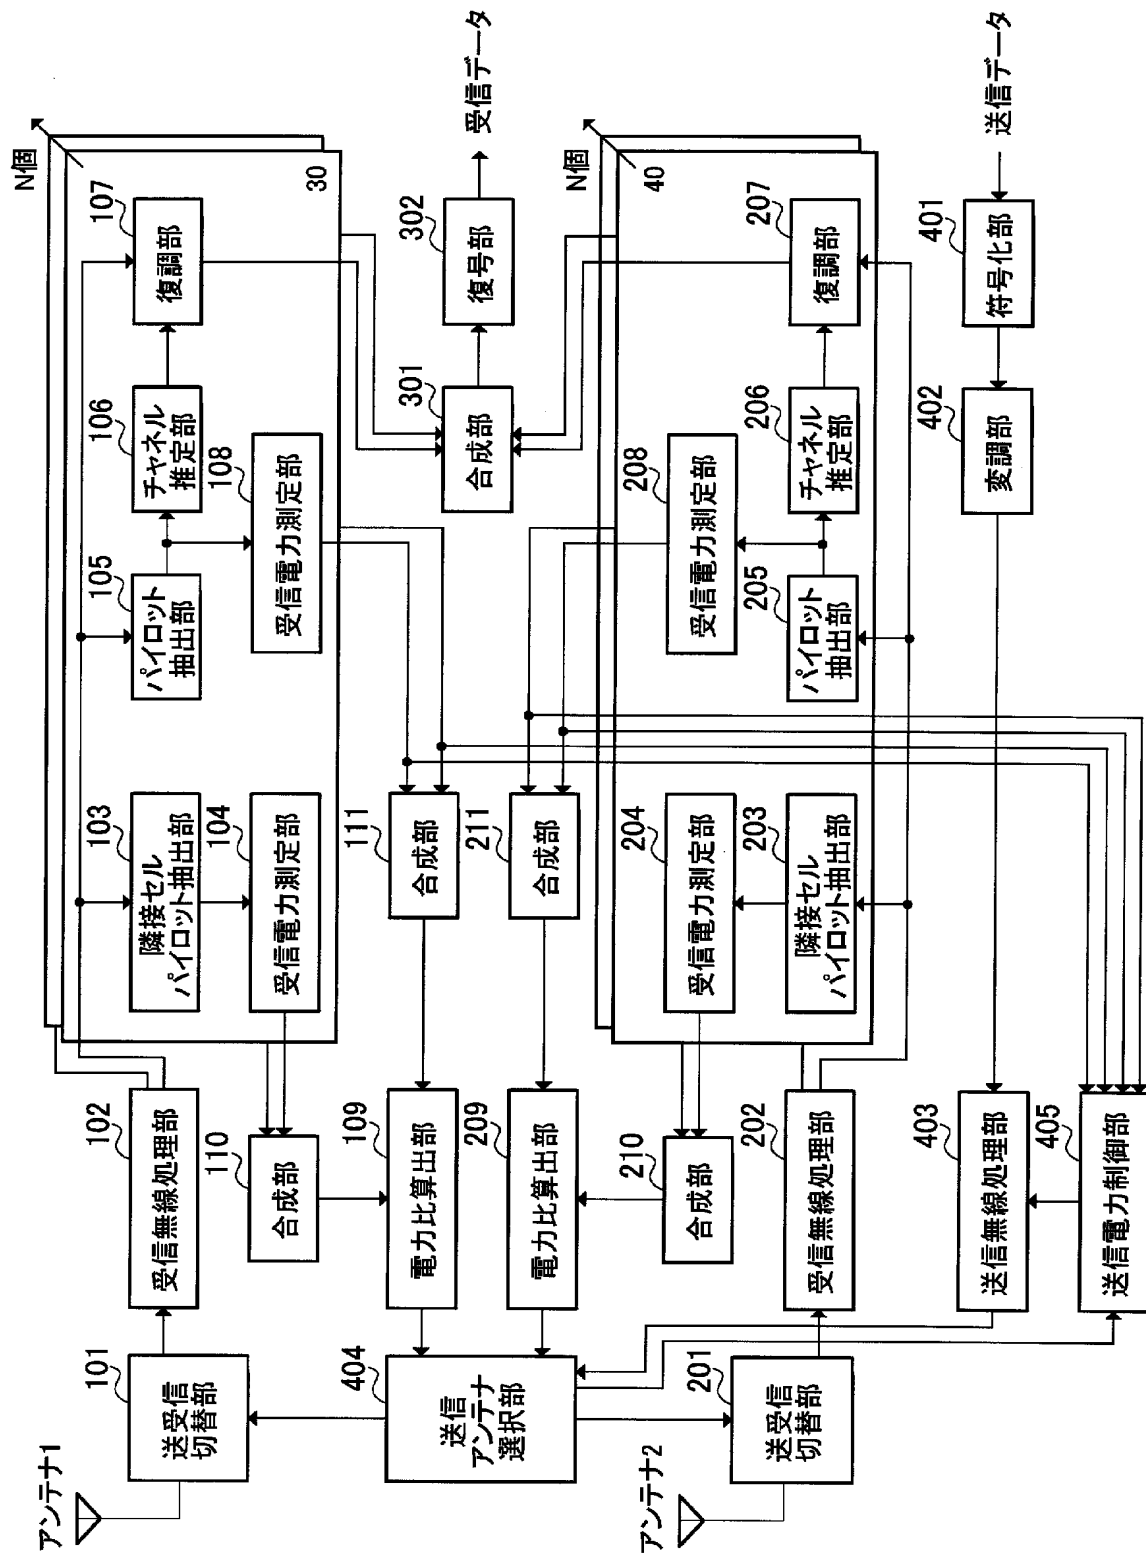 アンテナ1
101
送受信
切替部
102
受信無線処理部
103
隣接セル
パイロット抽出部
104
受信電力測定部
105
パイロット
抽出部
106
チャネル
推定部
107
復調部
108
受信電力測定部
30
N個
110
合成部
109
電力比算出部
111
合成部
301
合成部
302
復号部
受信データ
404
送信
アンテナ
選択部
209
電力比算出部
211
合成部
210
合成部
204
受信電力測定部
203
隣接セル
パイロット抽出部
208
受信電力測定部
205
パイロット
抽出部
206
チャネル
推定部
207
復調部
40
N個
アンテナ2
201
送受信
切替部
202
受信無線処理部
403
送信無線処理部
402
変調部
401
符号化部
送信データ
405
送信電力制御部